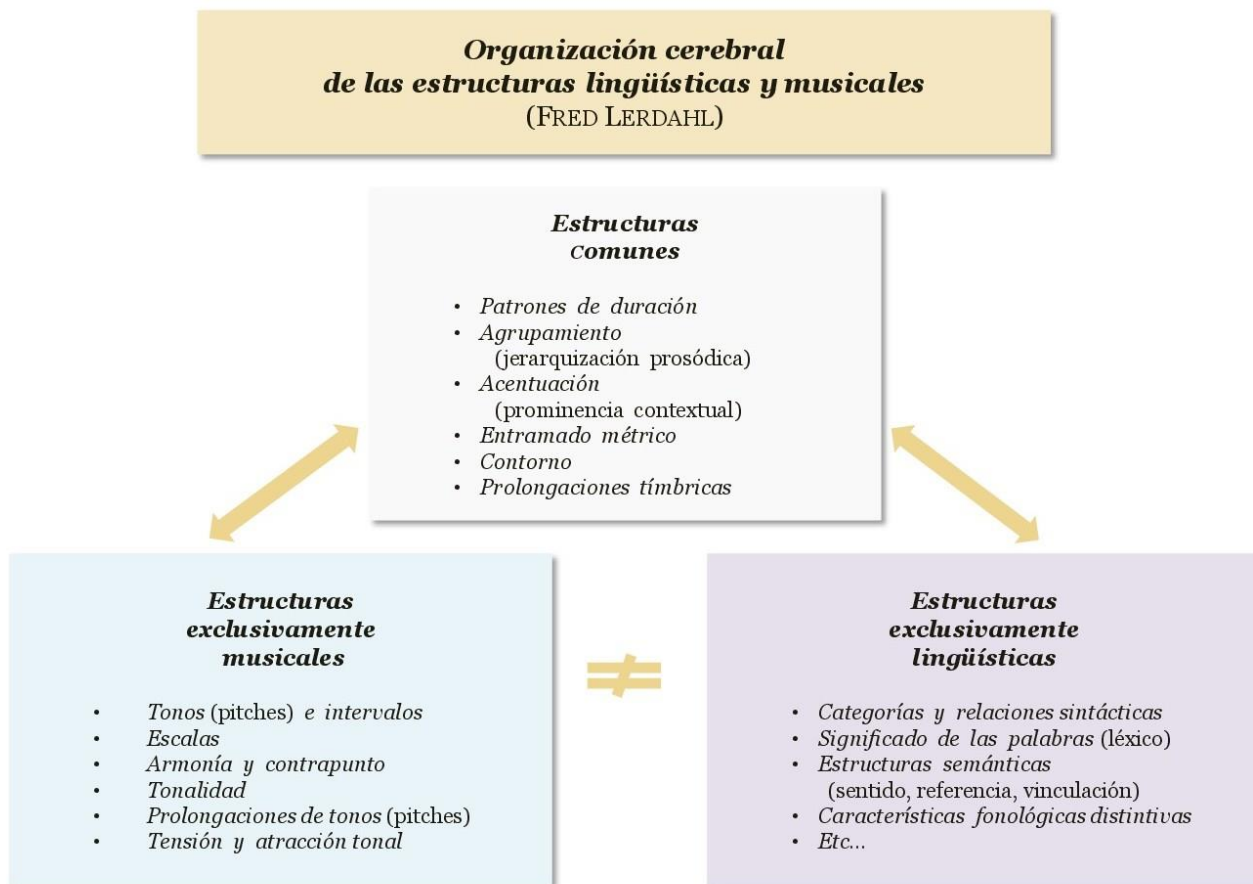 Organización cerebral
de las estructuras lingüísticas y musicales
(FRED LERDAHL)
Estructuras
Comunes
• Patrones de duración
• Agrupamiento
(jerarquización prosódica)
• Acentuación
(prominencia contextual)
• Entramado métrico
• Contorno
• Prolongaciones tímbricas
Estructuras
exclusivamente
musicales
• Tonos (pitches) e intervalos
• Escalas
• Armonía y contrapunto
• Tonalidad
• Prolongaciones de tonos (pitches)
• Tensión y atracción tonal
≠
Estructuras
exclusivamente
lingüísticas
• Categorías y relaciones sintácticas
• Significado de las palabras (léxico)
• Estructuras semánticas
(sentido, referencia, vinculación)
• Características fonológicas distintivas
• Etc...